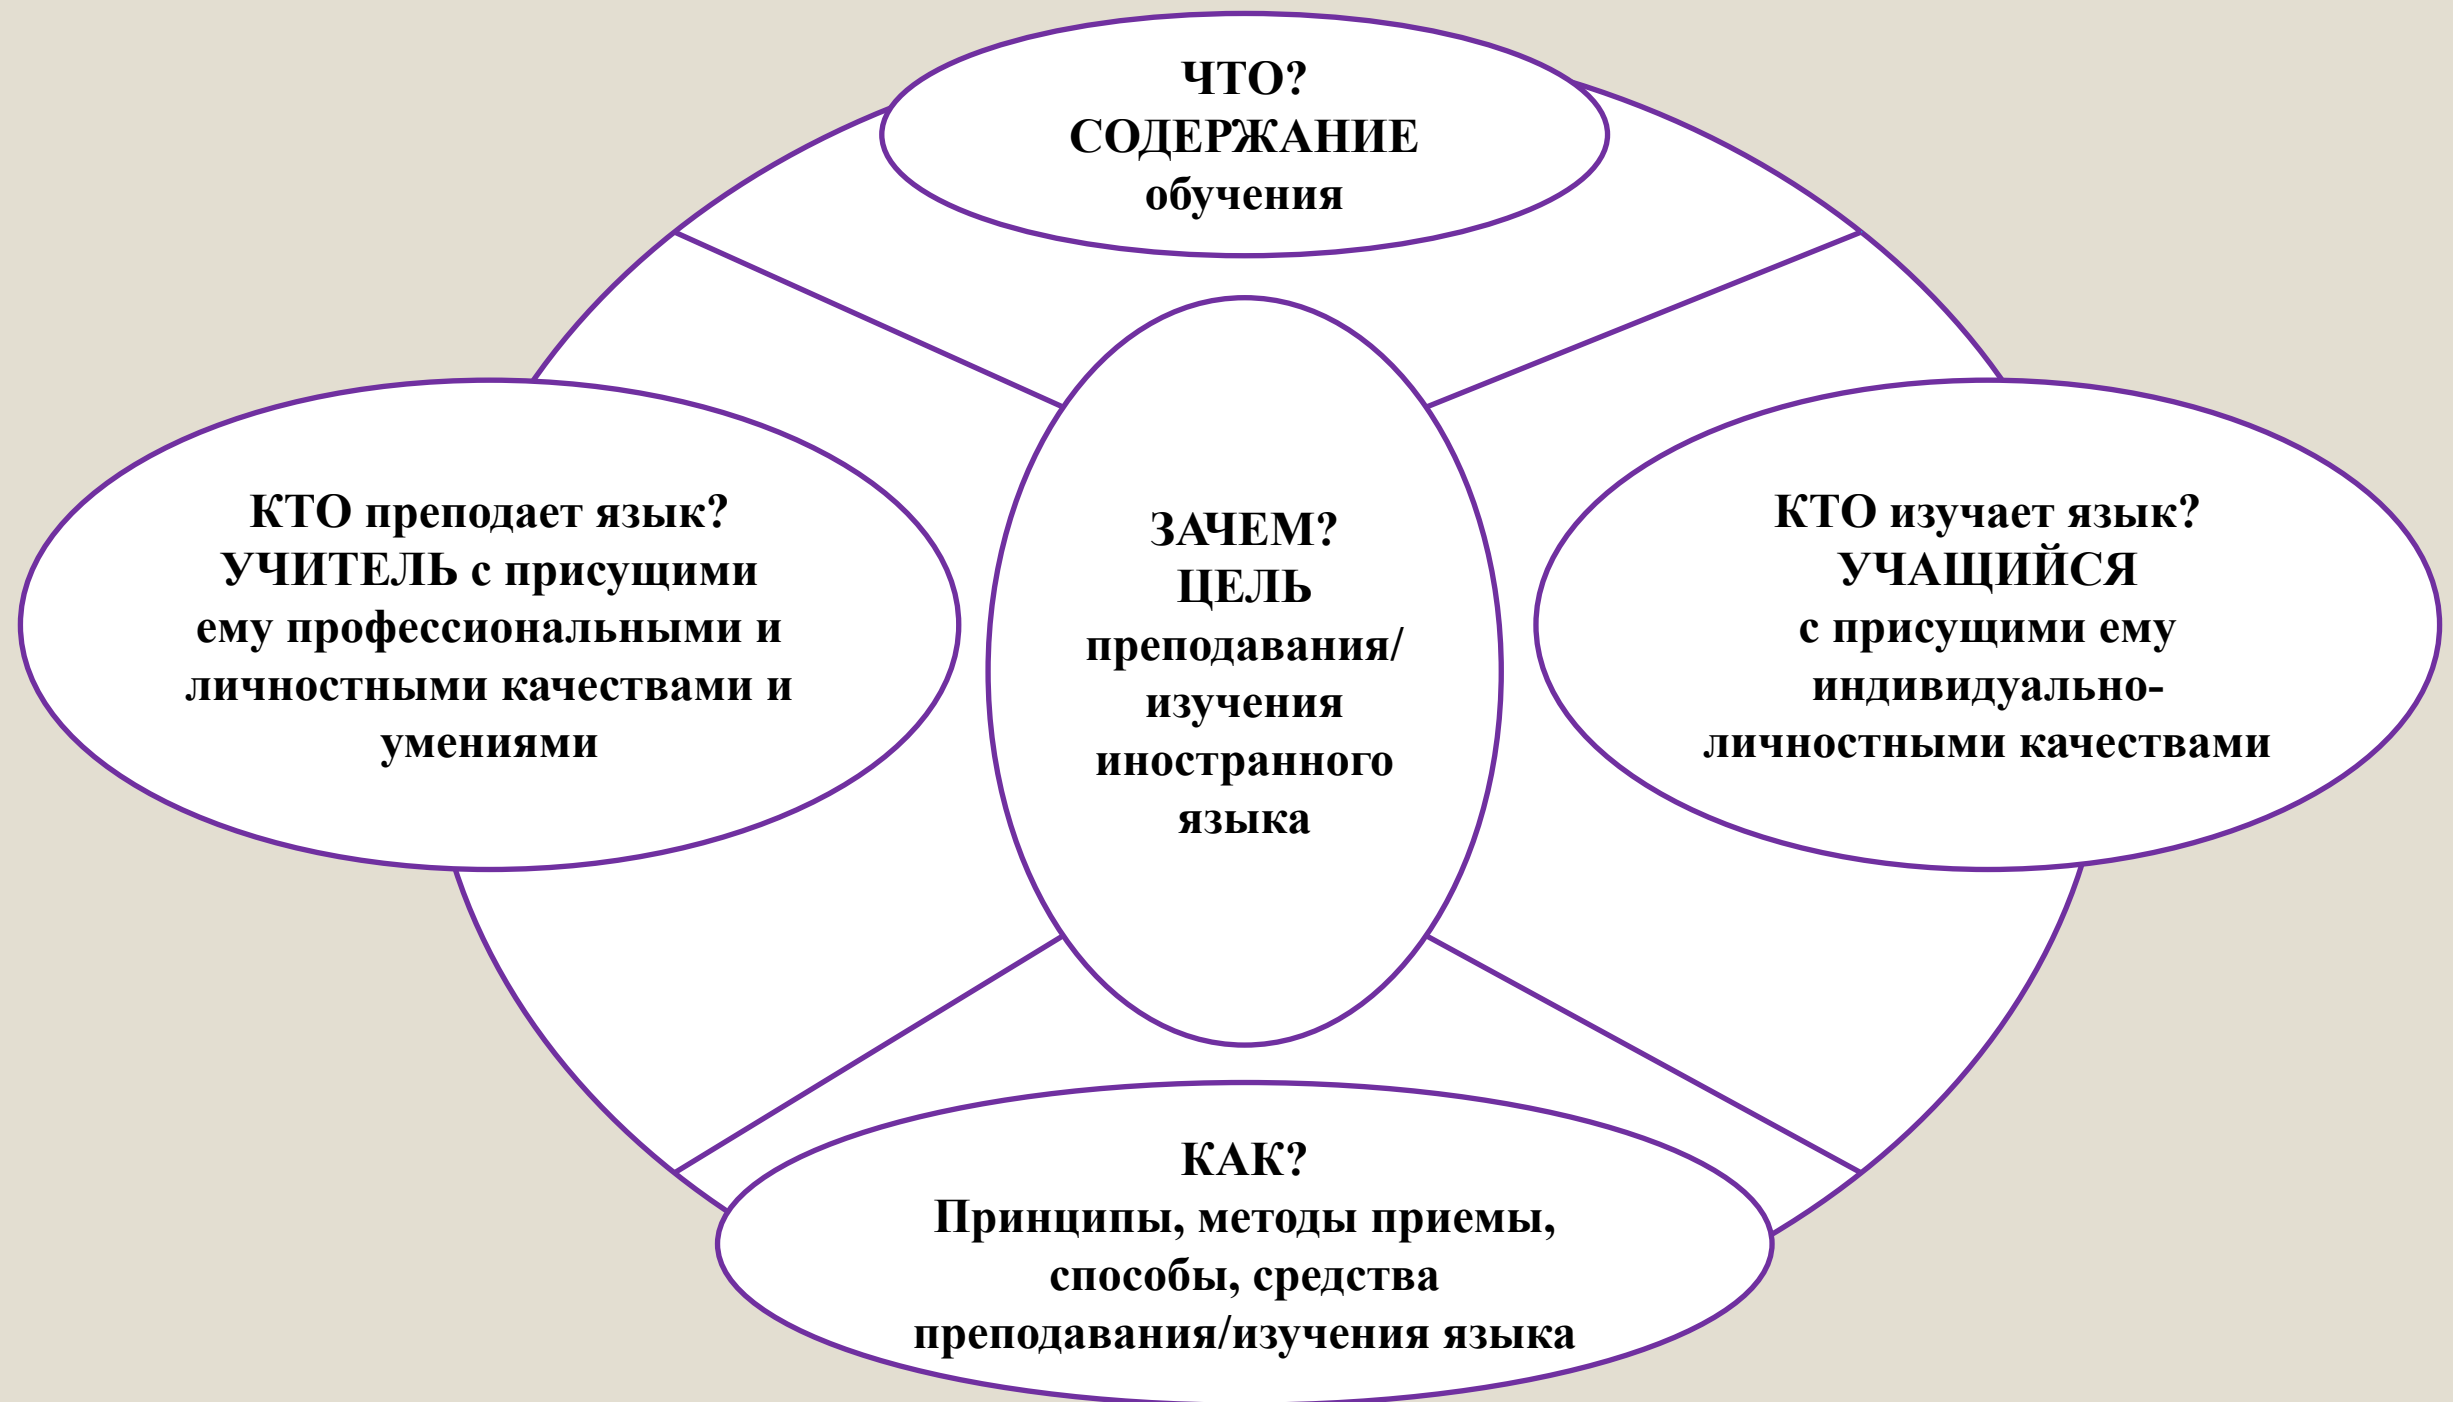 ЧТО?
СОДЕРЖАНИЕ
обучения
КТО преподает язык?
УЧИТЕЛЬ с присущими
ему профессиональными и
личностными качествами и
умениями
ЗАЧЕМ?
ЦЕЛЬ
преподавания/
изучения
иностранного
языка
КТО изучает язык?
УЧАЩИЙСЯ
с присущими ему
индивидуально-
личностными качествами
КАК?
Принципы, методы приемы,
способы, средства
преподавания/изучения языка